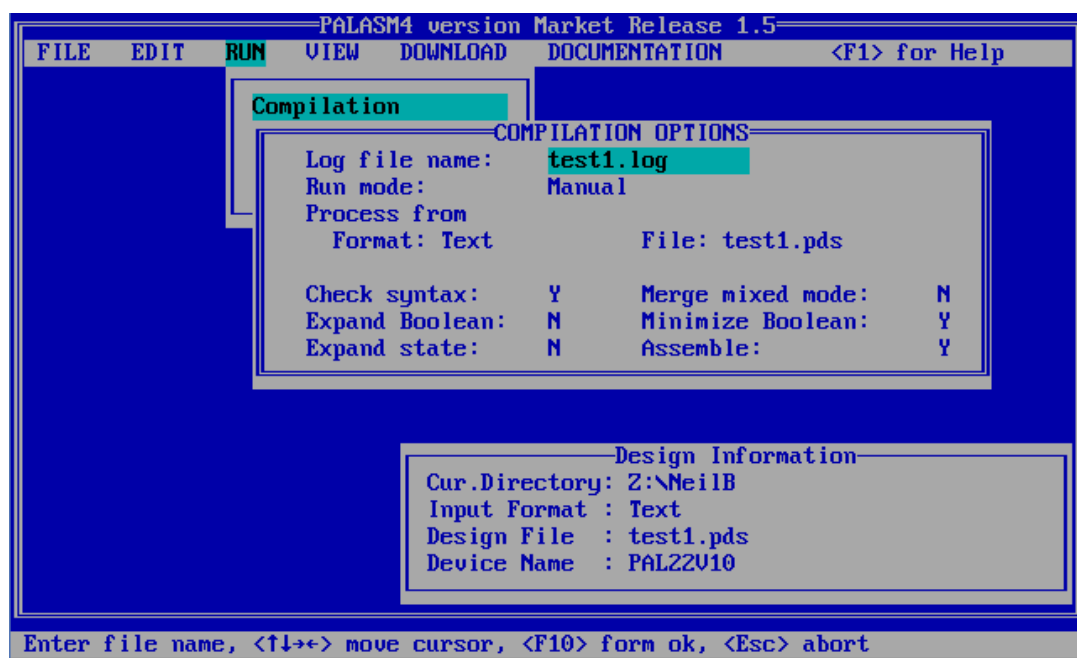 PALASM4 version Market Release 1.5
FILE EDIT RUN VIEW DOWNLOAD DOCUMENTATION <F1> for Help
Compilation
COMPILATION OPTIONS
Log file name: test1.log
Run mode: Manual
Process from
Format: Text File: test1.pds
Check syntax: Y Merge mixed mode: N
Expand Boolean: N Minimize Boolean: Y
Expand state: N Assemble: Y
Design Information
Cur.Directory: Z:\NeilB
Input Format : Text
Design File : test1.pds
Device Name : PAL22V10
Enter file name, <↑↓→←> move cursor, <F10> form ok, <Esc> abort